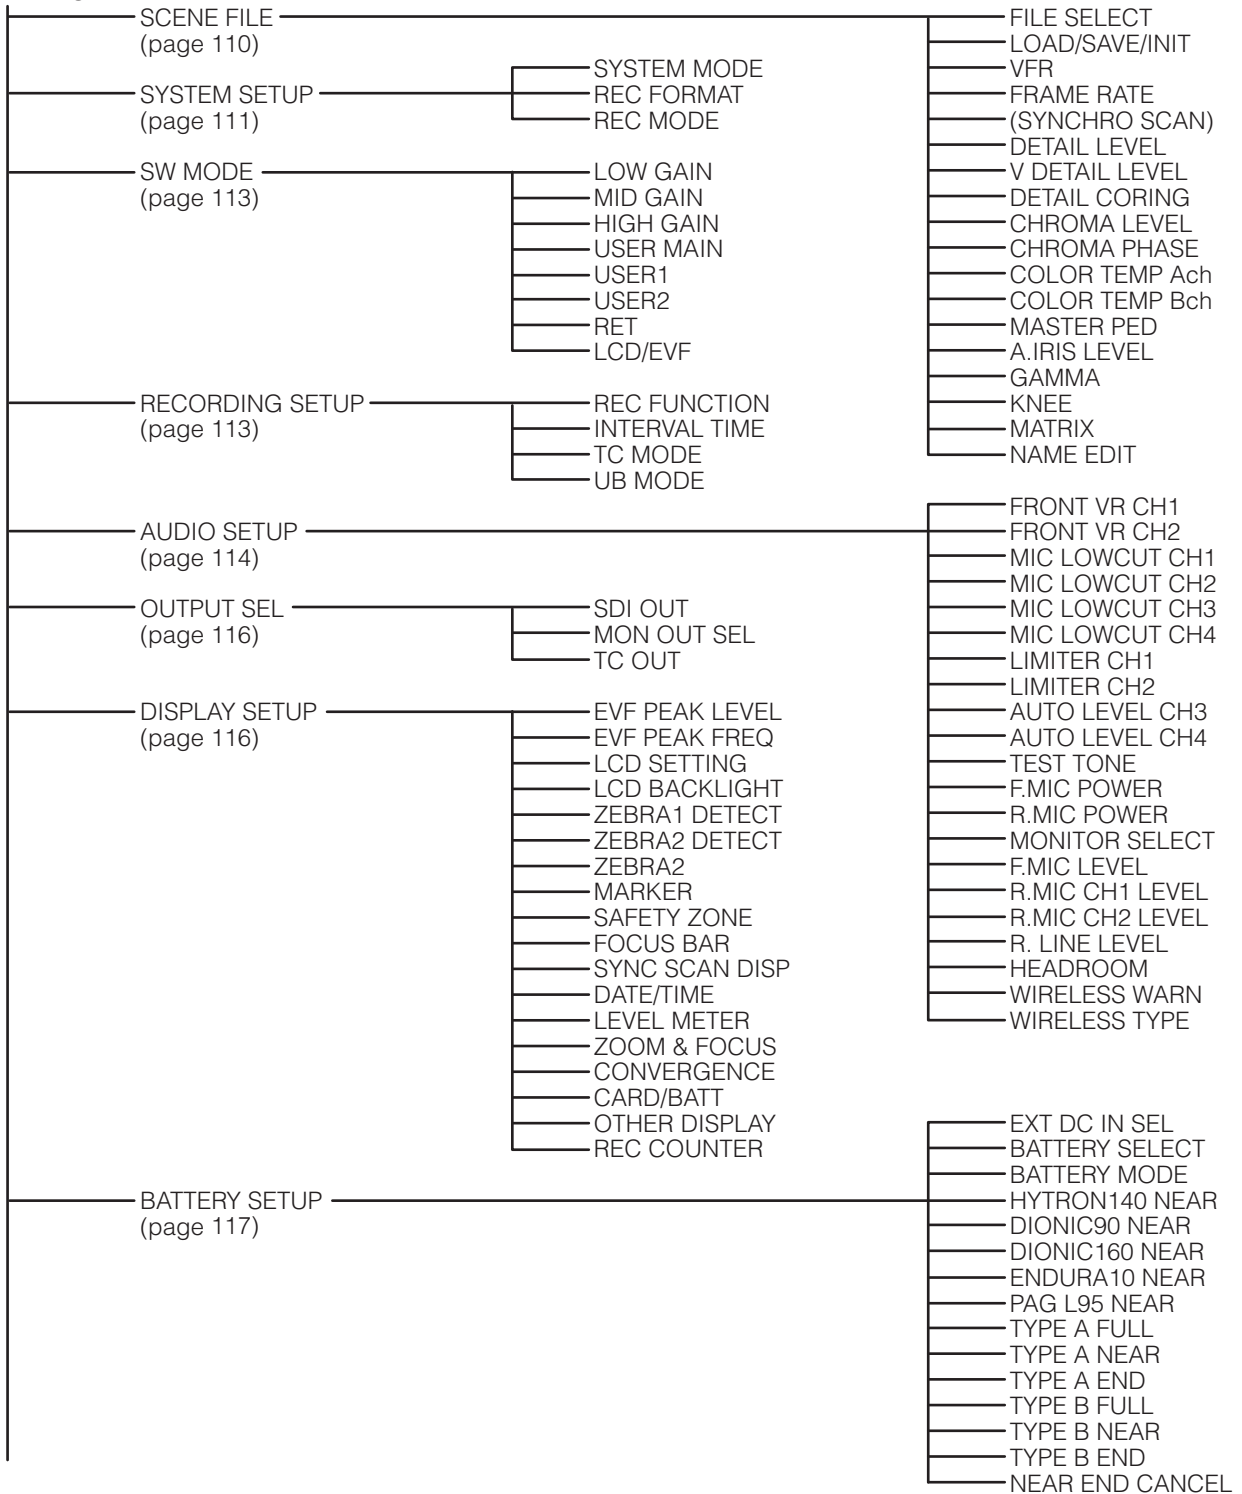 SCENE FILE
(page 110)
FILE SELECT
LOAD/SAVE/INIT
VFR
FRAME RATE
(SYNCHRO SCAN)
DETAIL LEVEL
V DETAIL LEVEL
DETAIL CORING
CHROMA LEVEL
CHROMA PHASE
COLOR TEMP Ach
COLOR TEMP Bch
MASTER PED
A.IRIS LEVEL
GAMMA
KNEE
MATRIX
NAME EDIT
SYSTEM SETUP
(page 111)
SYSTEM MODE
REC FORMAT
REC MODE
SW MODE
(page 113)
LOW GAIN
MID GAIN
HIGH GAIN
USER MAIN
USER1
USER2
RET
LCD/EVF
RECORDING SETUP
(page 113)
REC FUNCTION
INTERVAL TIME
TC MODE
UB MODE
AUDIO SETUP
(page 114)
FRONT VR CH1
FRONT VR CH2
MIC LOWCUT CH1
MIC LOWCUT CH2
MIC LOWCUT CH3
MIC LOWCUT CH4
LIMITER CH1
LIMITER CH2
AUTO LEVEL CH3
AUTO LEVEL CH4
TEST TONE
F.MIC POWER
R.MIC POWER
MONITOR SELECT
F.MIC LEVEL
R.MIC CH1 LEVEL
R.MIC CH2 LEVEL
R. LINE LEVEL
HEADROOM
WIRELESS WARN
WIRELESS TYPE
OUTPUT SEL
(page 116)
SDI OUT
MON OUT SEL
TC OUT
DISPLAY SETUP
(page 116)
EVF PEAK LEVEL
EVF PEAK FREQ
LCD SETTING
LCD BACKLIGHT
ZEBRA1 DETECT
ZEBRA2 DETECT
ZEBRA2
MARKER
SAFETY ZONE
FOCUS BAR
SYNC SCAN DISP
DATE/TIME
LEVEL METER
ZOOM & FOCUS
CONVERGENCE
CARD/BATT
OTHER DISPLAY
REC COUNTER
BATTERY SETUP
(page 117)
EXT DC IN SEL
BATTERY SELECT
BATTERY MODE
HYTRON140 NEAR
DIONIC90 NEAR
DIONIC160 NEAR
ENDURA10 NEAR
PAG L95 NEAR
TYPE A FULL
TYPE A NEAR
TYPE A END
TYPE B FULL
TYPE B NEAR
TYPE B END
NEAR END CANCEL